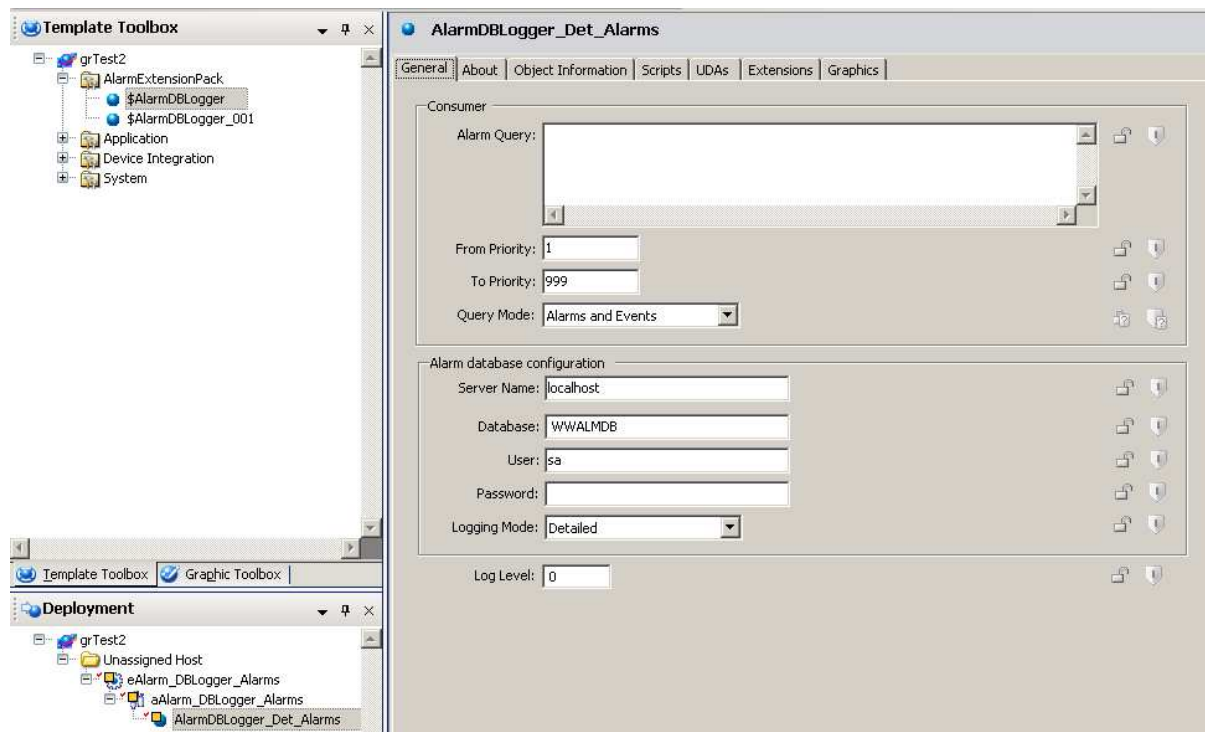 Template Toolbox
grTest2
AlarmExtensionPack
$AlarmDBLogger
$AlarmDBLogger_001
Application
Device Integration
System
Template Toolbox
Graphic Toolbox
Deployment
grTest2
Unassigned Host
eAlarm_DBLogger_Alarms
aAlarm_DBLogger_Alarms
AlarmDBLogger_Det_Alarms
AlarmDBLogger_Det_Alarms
General About Object Information Scripts UDAs Extensions Graphics
Consumer
Alarm Query:
From Priority: 1
To Priority: 999
Query Mode: Alarms and Events
Alarm database configuration
Server Name: localhost
Database: WWALMDB
User: sa
Password:
Logging Mode: Detailed
Log Level: 0